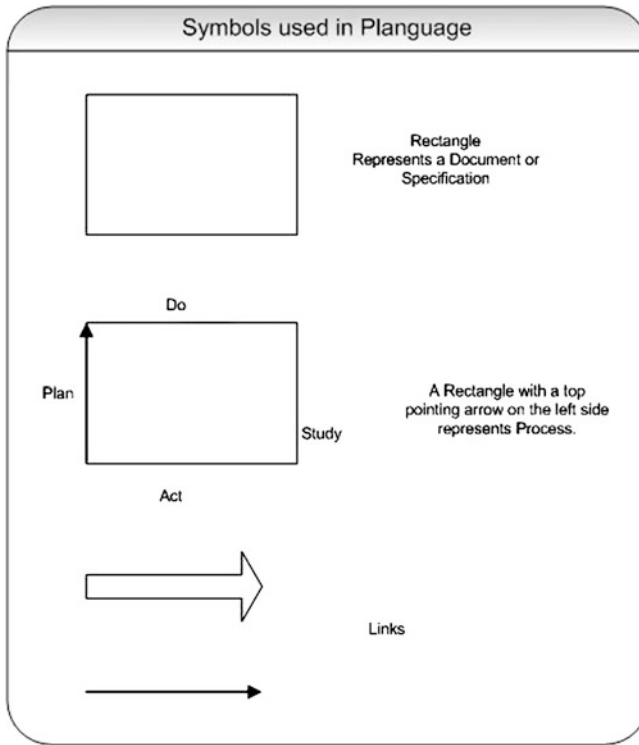 Symbols used in Planguage
Rectangle
Represents a Document or
Specification
Do
Plan
A Rectangle with a top
pointing arrow on the left side
represents Process.
Study
Act
Links